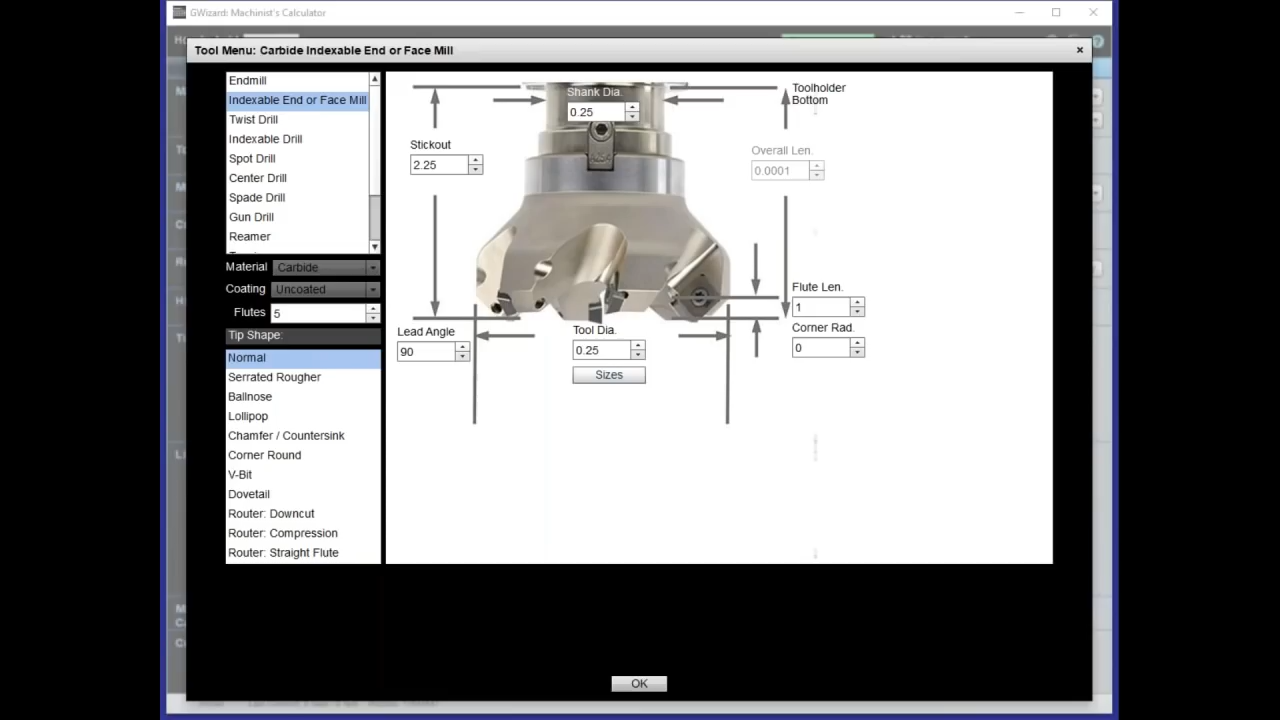 GWizard: Machinist's Calculator
Tool Menu: Carbide Indexable End or Face Mill
Endmill
Indexable End or Face Mill
Twist Drill
Indexable Drill
Spot Drill
Center Drill
Spade Drill
Gun Drill
Reamer
Material Carbide
Coating Uncoated
Flutes 5
Tip Shape:
Normal
Serrated Rougher
Ballnose
Lollipop
Chamfer / Countersink
Corner Round
V-Bit
Dovetail
Router: Downcut
Router: Compression
Router: Straight Flute
Shank Dia.
0.25
Toolholder
Bottom
Stickout
2.25
Overall Len.
0.0001
Flute Len.
1
Corner Rad.
0
Lead Angle
90
Tool Dia.
0.25
Sizes
OK